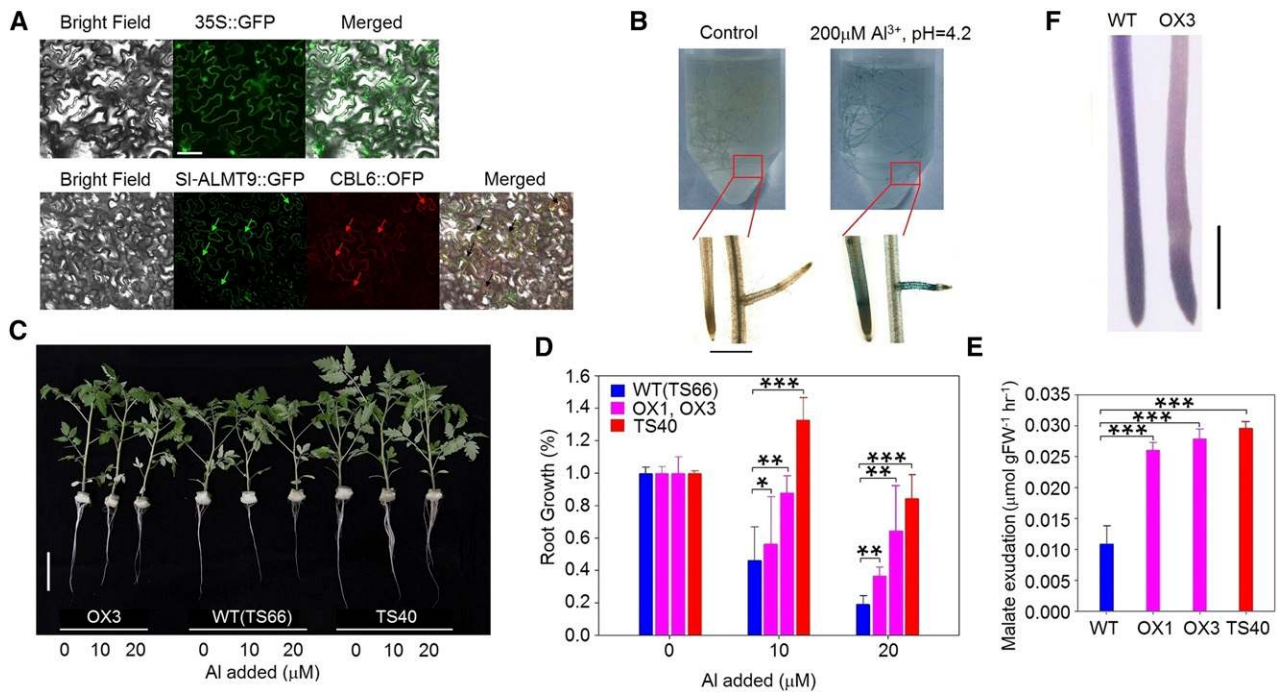 A
Bright Field 35S::GFP Merged
Bright Field Sl-ALMT9::GFP CBL6::OFP Merged
B
Control 200μM Al³⁺, pH=4.2
F
WT OX3
C
OX3 WT(TS66) TS40
0 10 20 0 10 20 0 10 20
Al added (μM)
D
Root Growth (%)
1.6
1.4
1.2
1.0
0.8
0.6
0.4
0.2
0.0
WT(TS66)
OX1, OX3
TS40
***
**
*
***
**
**
0 10 20
Al added (μM)
E
Malate exudation (μmol gFW⁻¹ hr⁻¹)
0.040
0.035
0.030
0.025
0.020
0.015
0.010
0.005
0.000
***
***
***
WT OX1 OX3 TS40